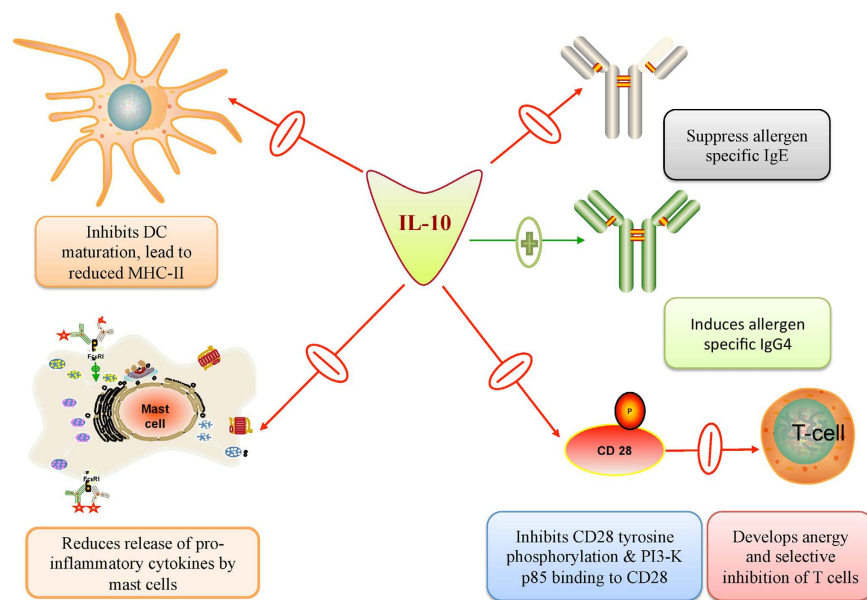 IL-10
Suppress allergen
specific IgE
Inhibits DC
maturation, lead to
reduced MHC-II
Induces allergen
specific IgG4
FcεRI
Mast
cell
FcεRI
P
CD 28
T-cell
Reduces release of pro-
inflammatory cytokines by
mast cells
Inhibits CD28 tyrosine
phosphorylation & PI3-K
p85 binding to CD28
Develops anergy
and selective
inhibition of T cells